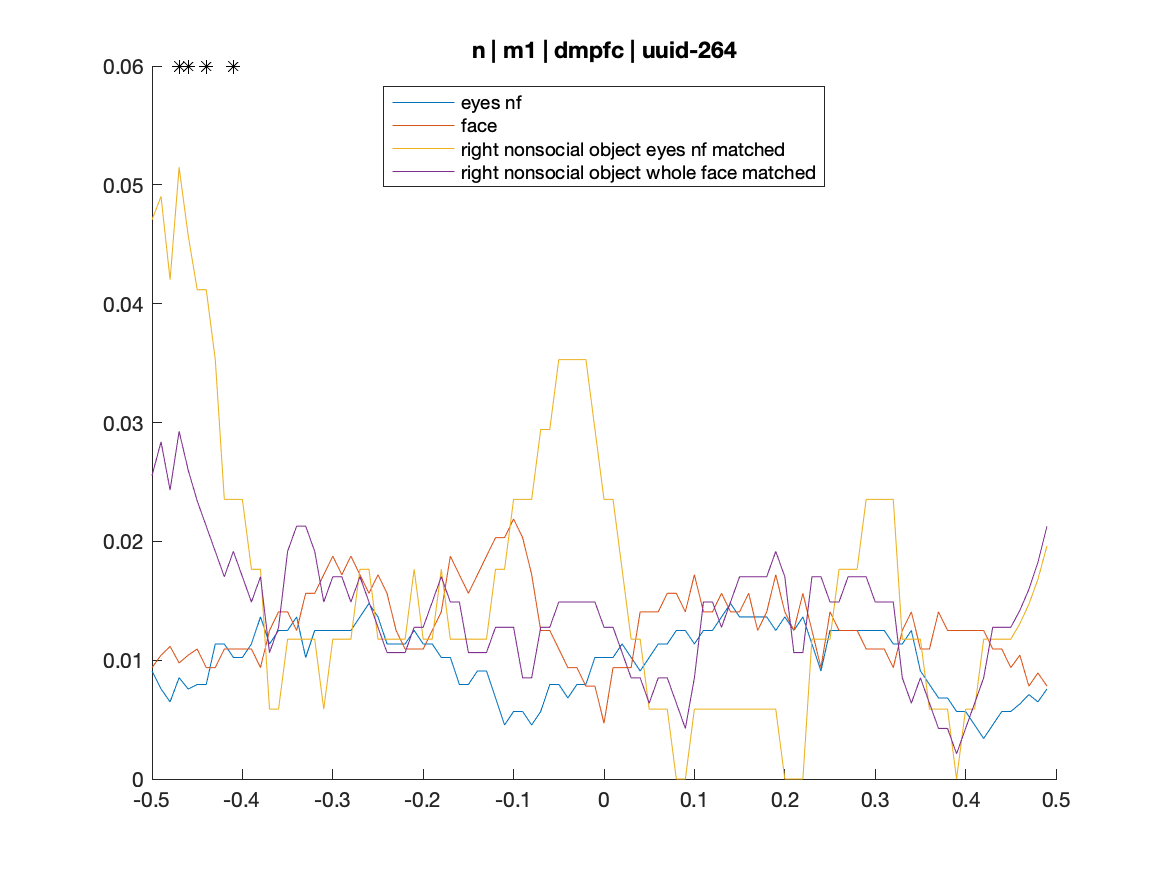 n | m1 | dmpfc | uuid-264
eyes nf
face
right nonsocial object eyes nf matched
right nonsocial object whole face matched
0.06
0.05
0.04
0.03
0.02
0.01
0
-0.5 -0.4 -0.3 -0.2 -0.1 0 0.1 0.2 0.3 0.4 0.5